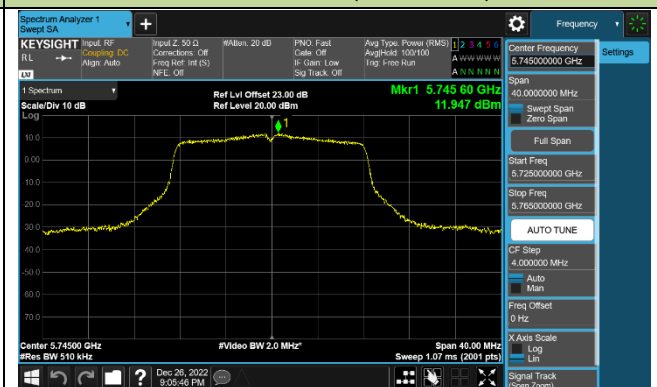 Spectrum Analyzer 1
Swept SA
Frequency
KEYSIGHT
RL
Input: RF
Coupling: DC
Align: Auto
Input Z: 50 Ω
Corrections: Off
Freq Ref: Int (S)
NFE: Off
#Atten: 20 dB
PNO: Fast
Gate: Off
IF Gain: Low
Sig Track: Off
Avg Type: Power (RMS)
Avg|Hold: 100/100
Trig: Free Run
1 2 3 4 5 6
A WW WWW
A N N N N N
LXI
1 Spectrum
Scale/Div 10 dB
Log
Ref Lvl Offset 23.00 dB
Ref Level 20.00 dBm
Mkr1 5.745 60 GHz
11.947 dBm
1
10.0
0.00
10.0
20.0
30.0
40.0
-50.0
60.0
70.0
Center 5.74500 GHz
#Res BW 510 kHz
#Video BW 2.0 MHz*
Span 40.00 MHz
Sweep 1.07 ms (2001 pts)
Dec 26, 2022
9:05:46 PM
Center Frequency
5.745000000 GHz
Settings
Span
40.0000000 MHz
Swept Span
Zero Span
Full Span
Start Freq
5.725000000 GHz
Stop Freq
5.765000000 GHz
AUTO TUNE
CF Step
4.000000 MHz
Auto
Man
Freq Offset
0 Hz
X Axis Scale
Log
Lin
Signal Track
(Span Zoom)